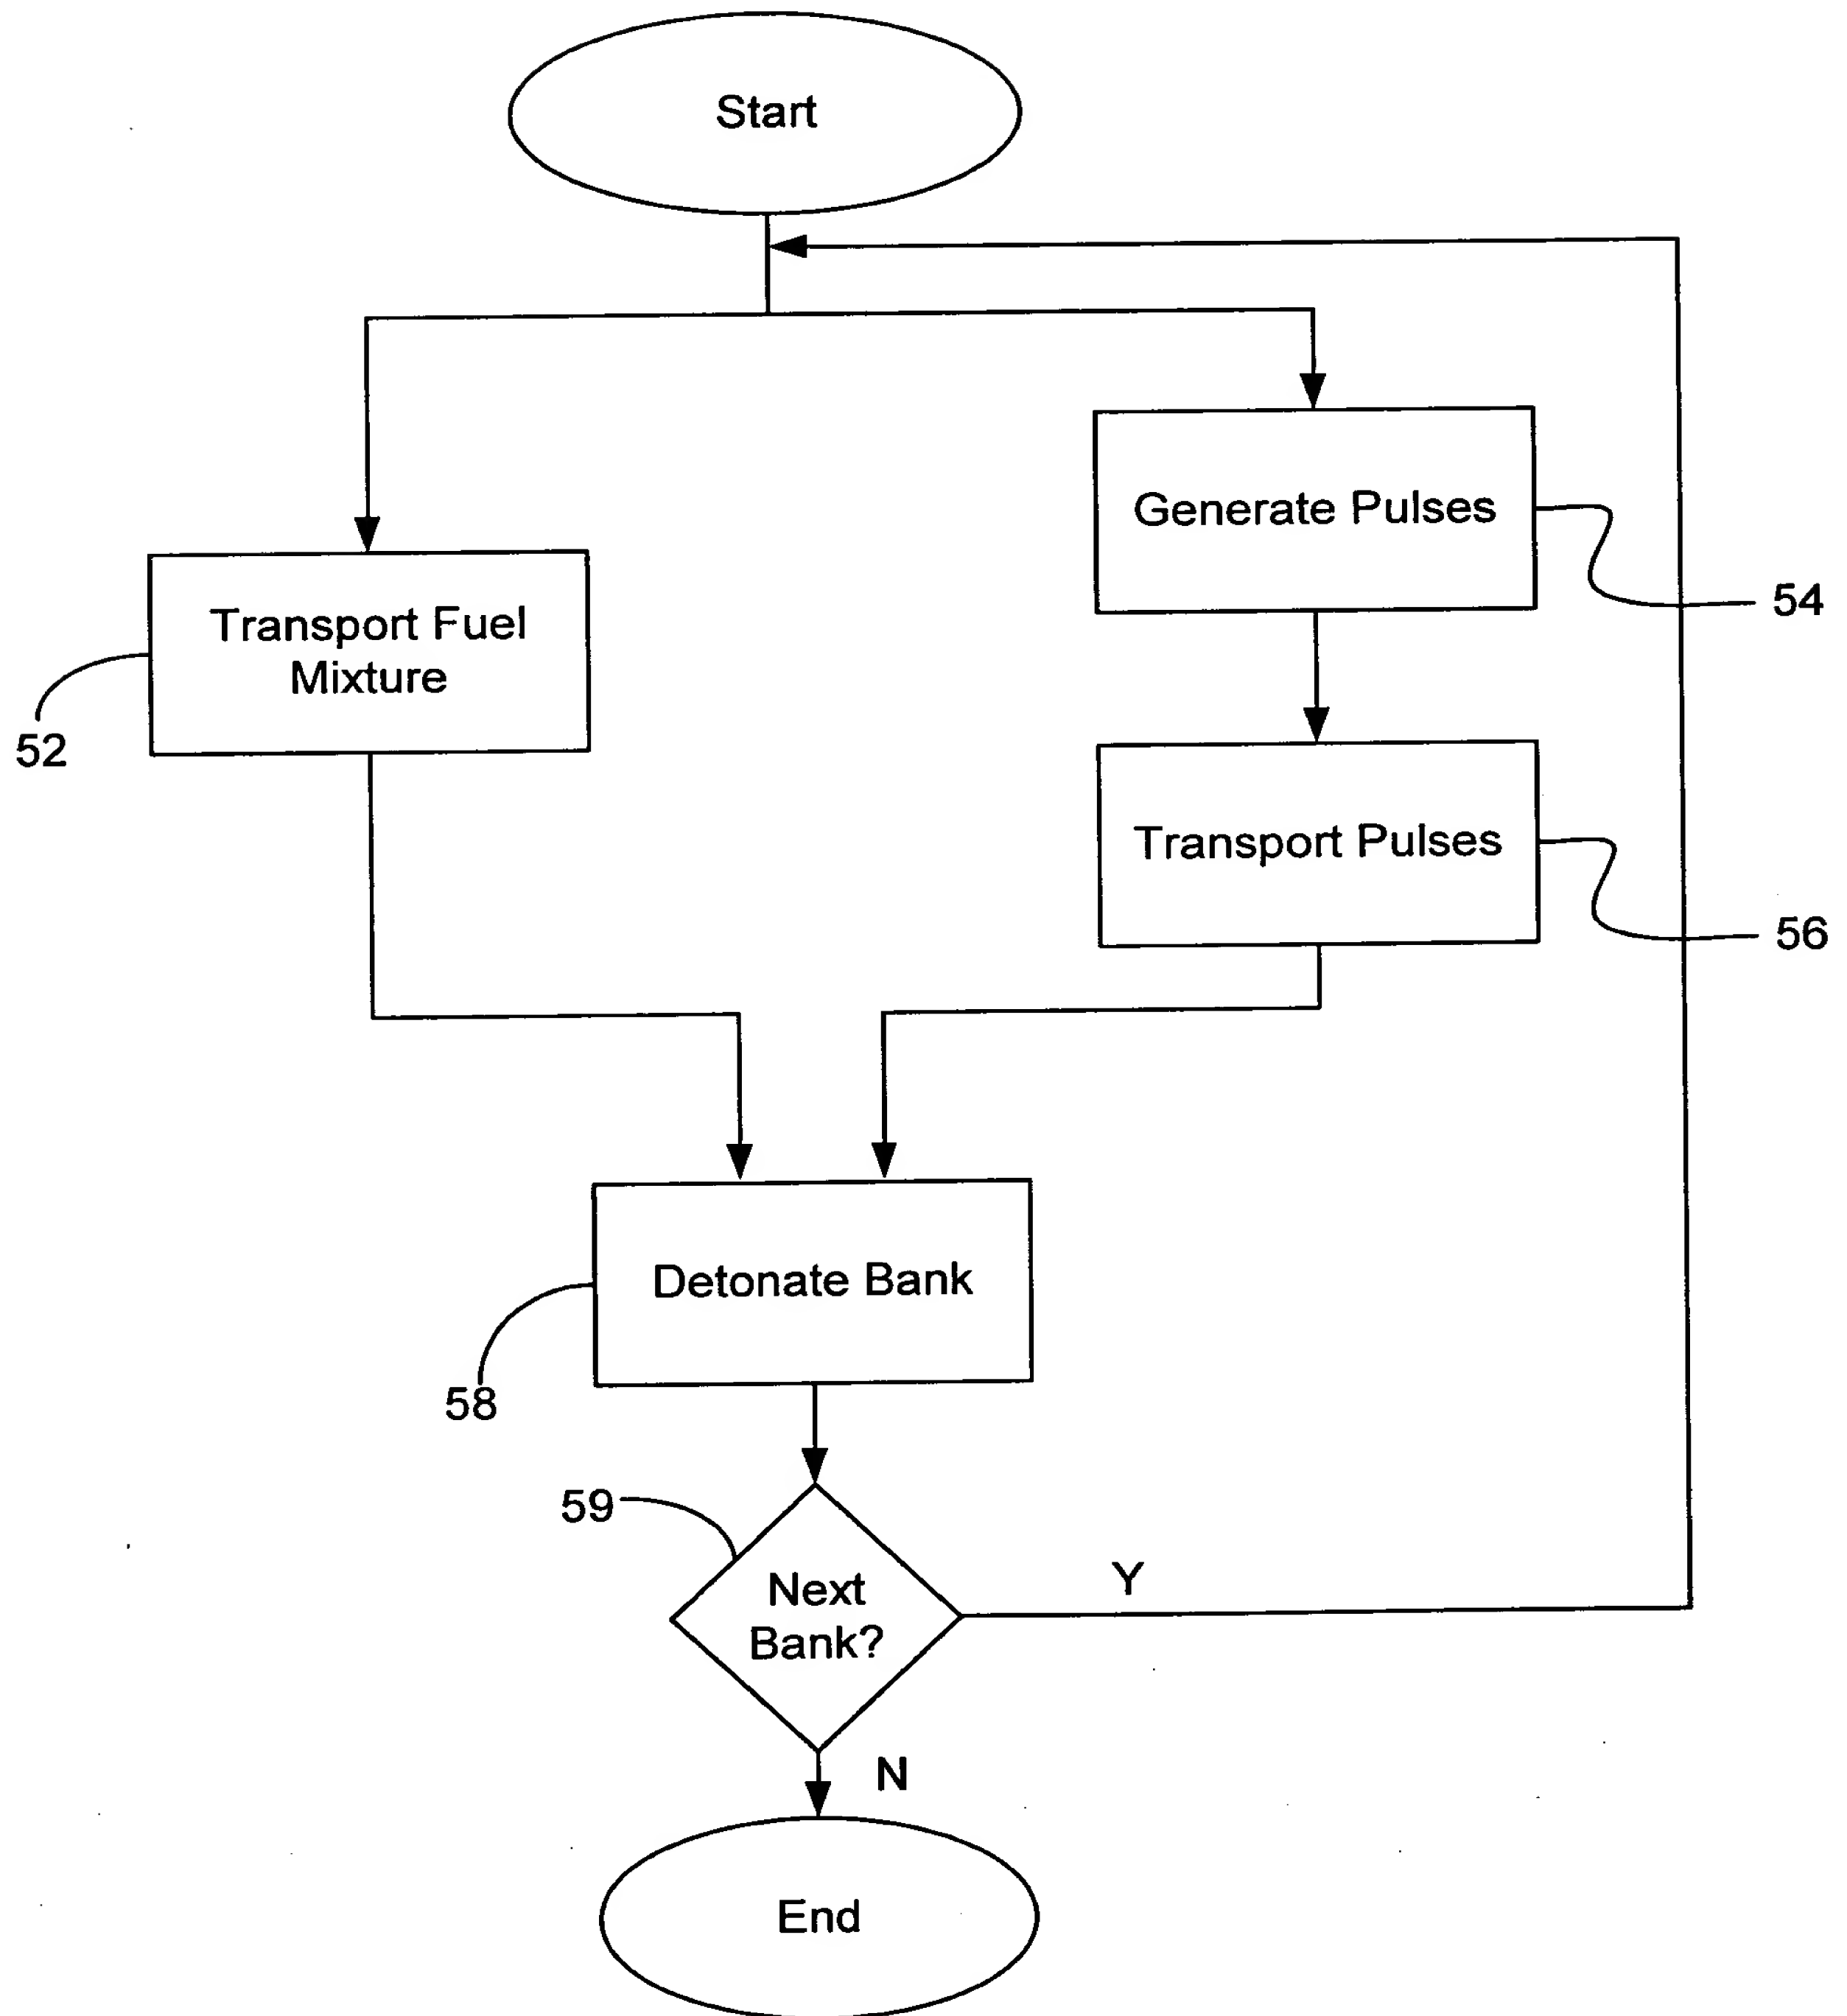 Start
Generate Pulses
54
Transport Fuel
Mixture
52
Transport Pulses
56
Detonate Bank
58
59
Next
Bank?
Y
N
End